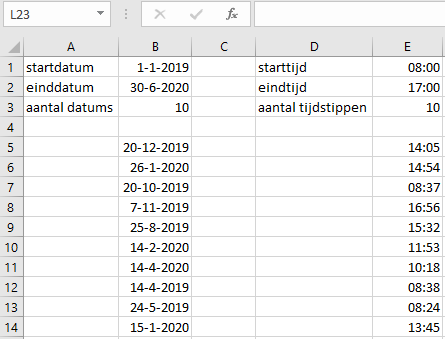 L23
fx
A B C D E
1 startdatum 1-1-2019 starttijd 08:00
2 einddatum 30-6-2020 eindtijd 17:00
3 aantal datums 10 aantal tijdstippen 10
4
5 20-12-2019 14:05
6 26-1-2020 14:54
7 20-10-2019 08:37
8 7-11-2019 16:56
9 25-8-2019 15:32
10 14-2-2020 11:53
11 14-4-2020 10:18
12 14-4-2019 08:38
13 24-5-2019 08:24
14 15-1-2020 13:45